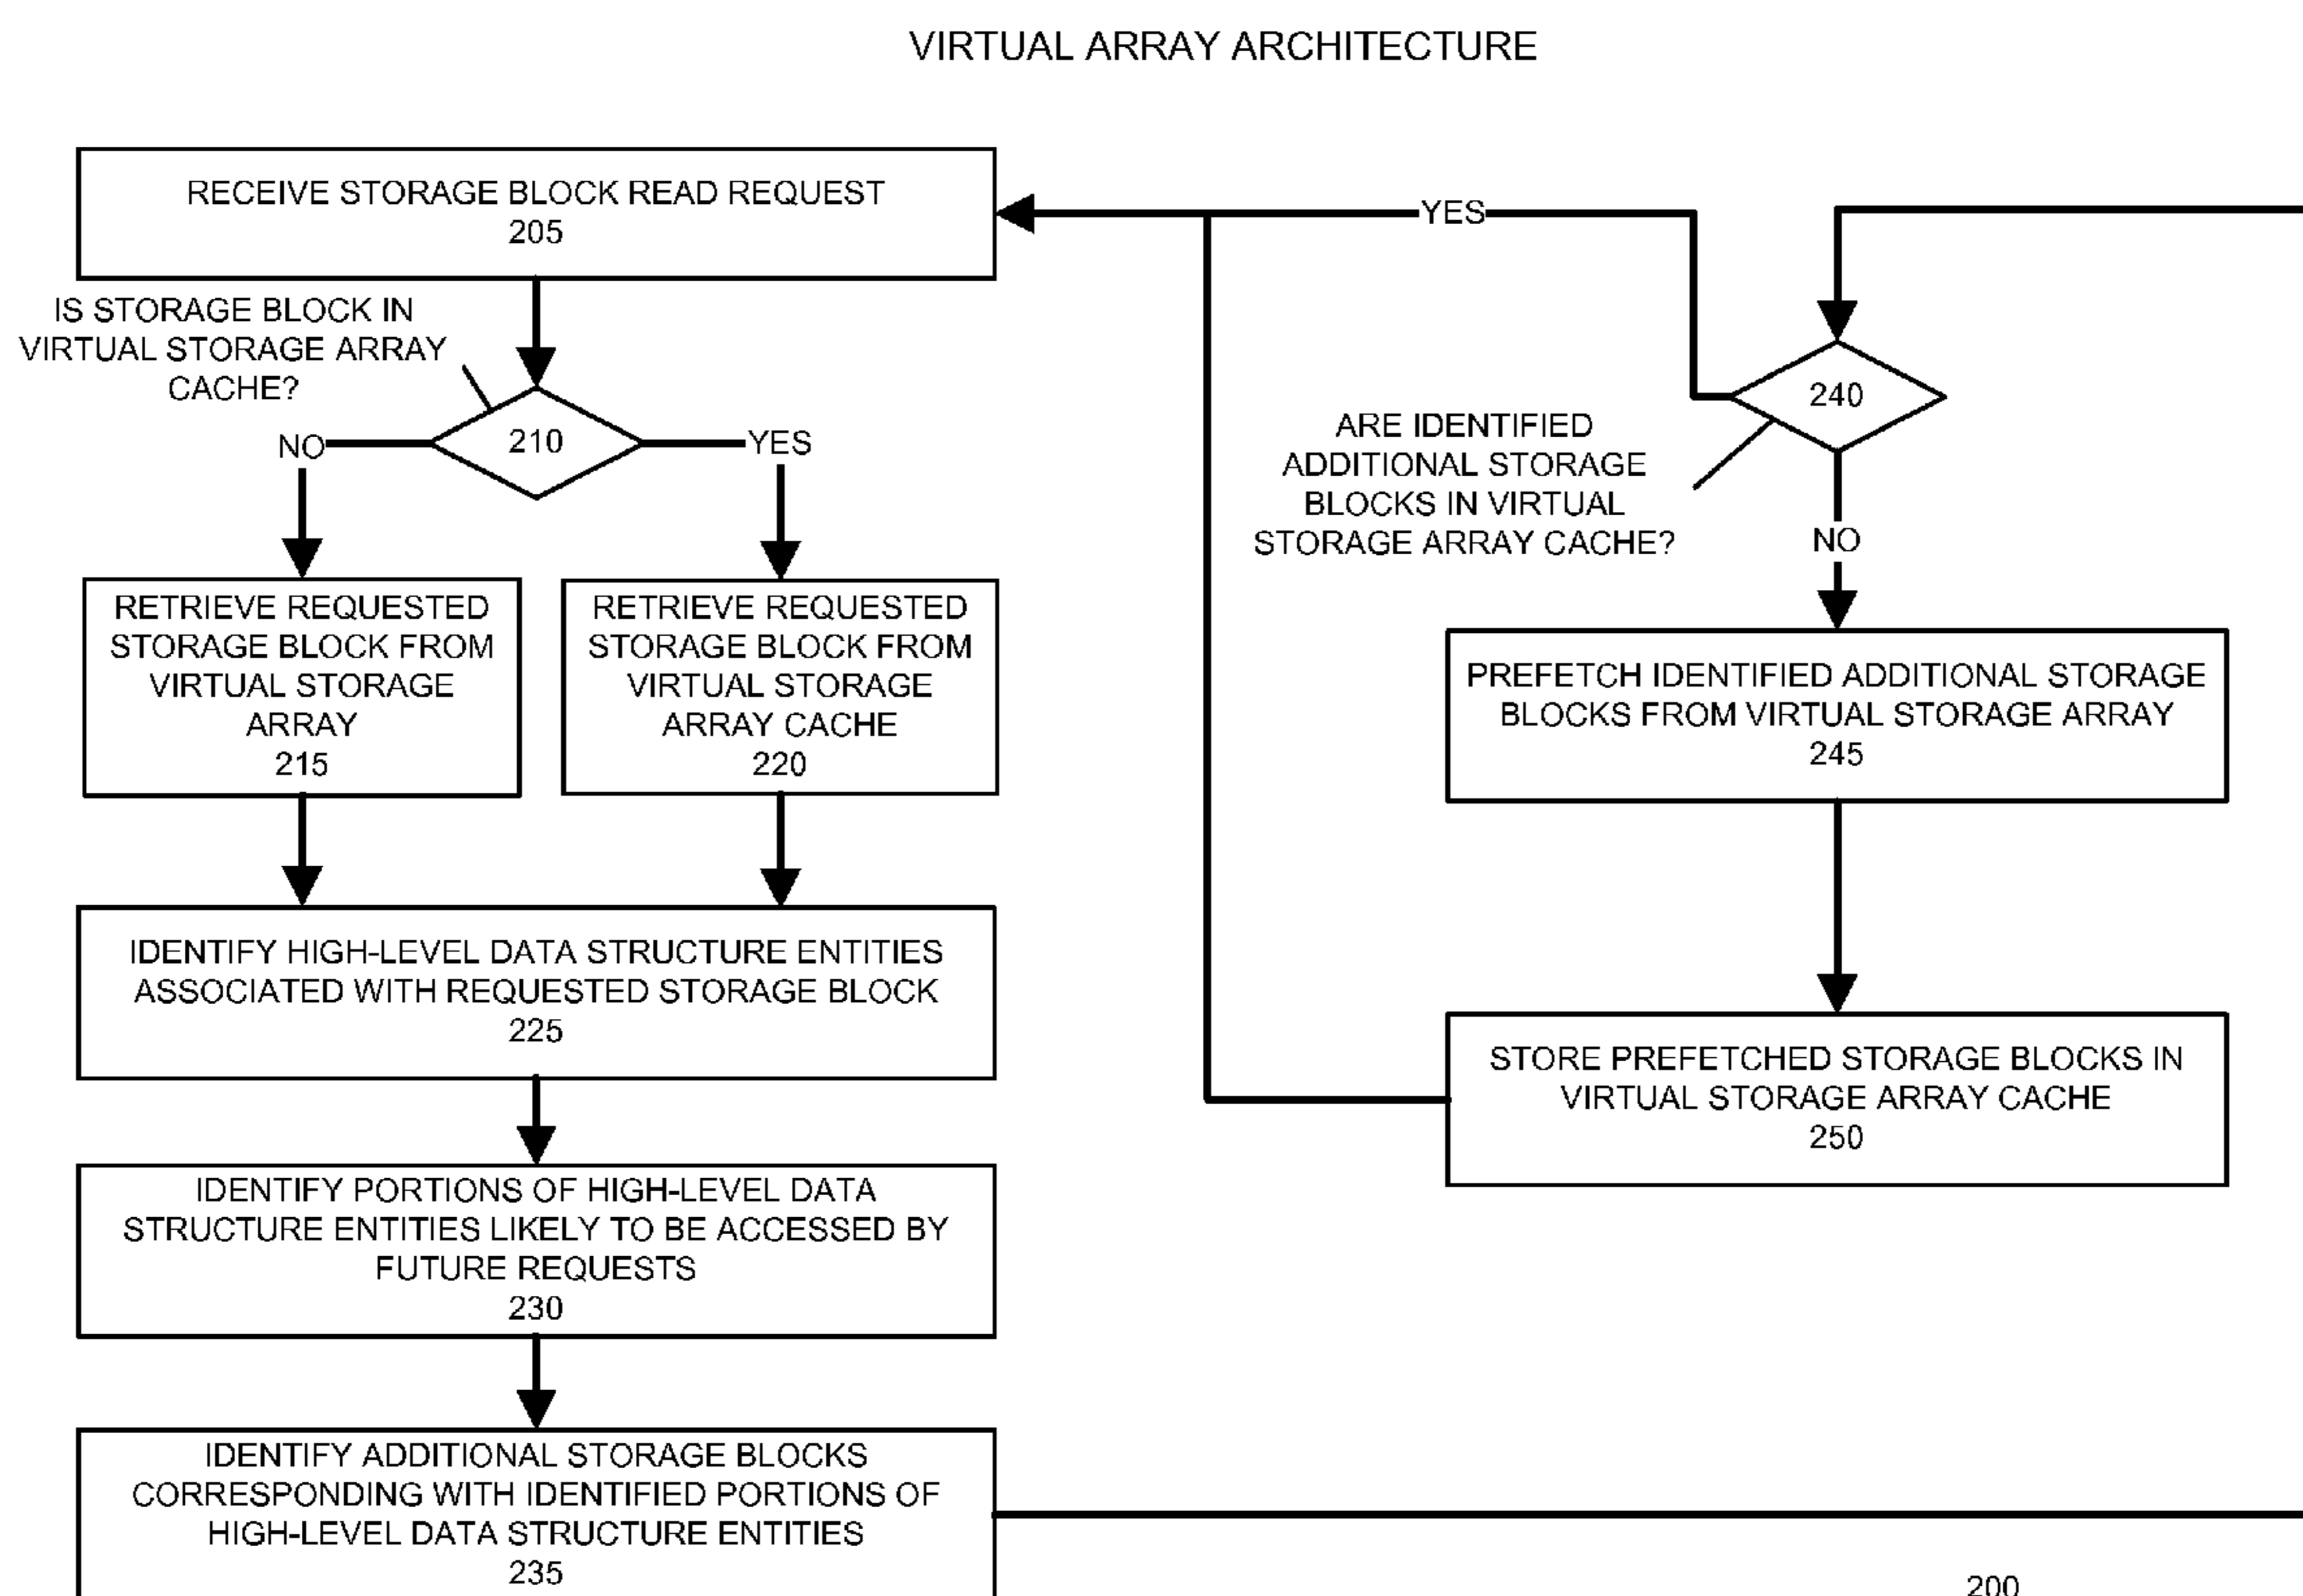 VIRTUAL ARRAY ARCHITECTURE
RECEIVE STORAGE BLOCK READ REQUEST
205
IS STORAGE BLOCK IN
VIRTUAL STORAGE ARRAY
CACHE?
210
NO
YES
RETRIEVE REQUESTED
STORAGE BLOCK FROM
VIRTUAL STORAGE
ARRAY
215
RETRIEVE REQUESTED
STORAGE BLOCK FROM
VIRTUAL STORAGE
ARRAY CACHE
220
IDENTIFY HIGH-LEVEL DATA STRUCTURE ENTITIES
ASSOCIATED WITH REQUESTED STORAGE BLOCK
225
IDENTIFY PORTIONS OF HIGH-LEVEL DATA
STRUCTURE ENTITIES LIKELY TO BE ACCESSED BY
FUTURE REQUESTS
230
IDENTIFY ADDITIONAL STORAGE BLOCKS
CORRESPONDING WITH IDENTIFIED PORTIONS OF
HIGH-LEVEL DATA STRUCTURE ENTITIES
235
YES
240
ARE IDENTIFIED
ADDITIONAL STORAGE
BLOCKS IN VIRTUAL
STORAGE ARRAY CACHE?
NO
PREFETCH IDENTIFIED ADDITIONAL STORAGE
BLOCKS FROM VIRTUAL STORAGE ARRAY
245
STORE PREFETCHED STORAGE BLOCKS IN
VIRTUAL STORAGE ARRAY CACHE
250
200